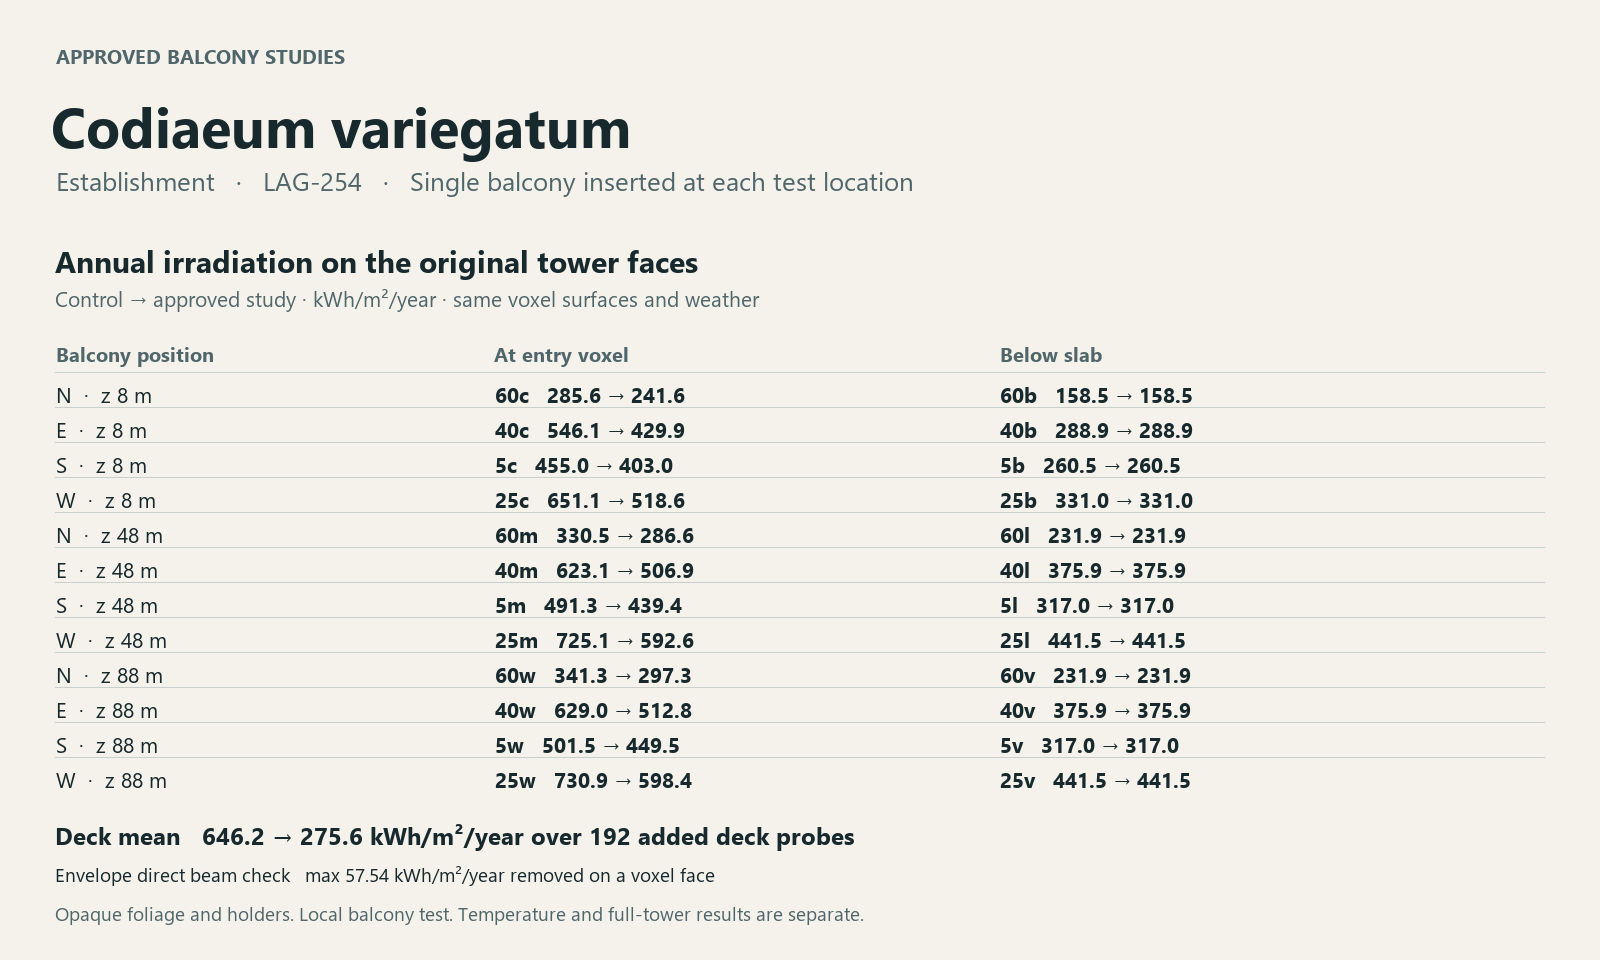 APPROVED BALCONY STUDIES
Codiaeum variegatum
Establishment · LAG-254 · Single balcony inserted at each test location
Annual irradiation on the original tower faces
Control → approved study · kWh/m²/year · same voxel surfaces and weather
Balcony position At entry voxel Below slab
N · z 8 m 60c 285.6 → 241.6 60b 158.5 → 158.5
E · z 8 m 40c 546.1 → 429.9 40b 288.9 → 288.9
S · z 8 m 5c 455.0 → 403.0 5b 260.5 → 260.5
W · z 8 m 25c 651.1 → 518.6 25b 331.0 → 331.0
N · z 48 m 60m 330.5 → 286.6 60l 231.9 → 231.9
E · z 48 m 40m 623.1 → 506.9 40l 375.9 → 375.9
S · z 48 m 5m 491.3 → 439.4 5l 317.0 → 317.0
W · z 48 m 25m 725.1 → 592.6 25l 441.5 → 441.5
N · z 88 m 60w 341.3 → 297.3 60v 231.9 → 231.9
E · z 88 m 40w 629.0 → 512.8 40v 375.9 → 375.9
S · z 88 m 5w 501.5 → 449.5 5v 317.0 → 317.0
W · z 88 m 25w 730.9 → 598.4 25v 441.5 → 441.5
Deck mean 646.2 → 275.6 kWh/m²/year over 192 added deck probes
Envelope direct beam check max 57.54 kWh/m²/year removed on a voxel face
Opaque foliage and holders. Local balcony test. Temperature and full-tower results are separate.